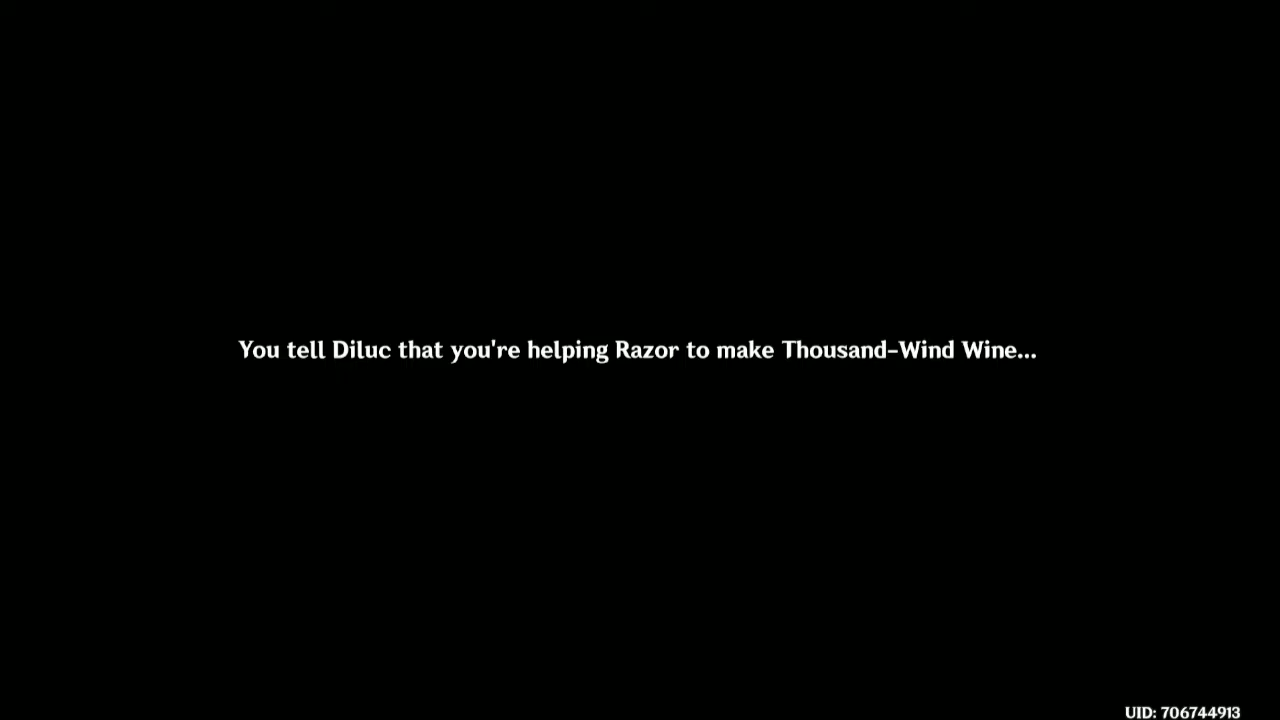 You tell Diluc that you're helping Razor to make Thousand-Wind Wine...
UID: 706744913